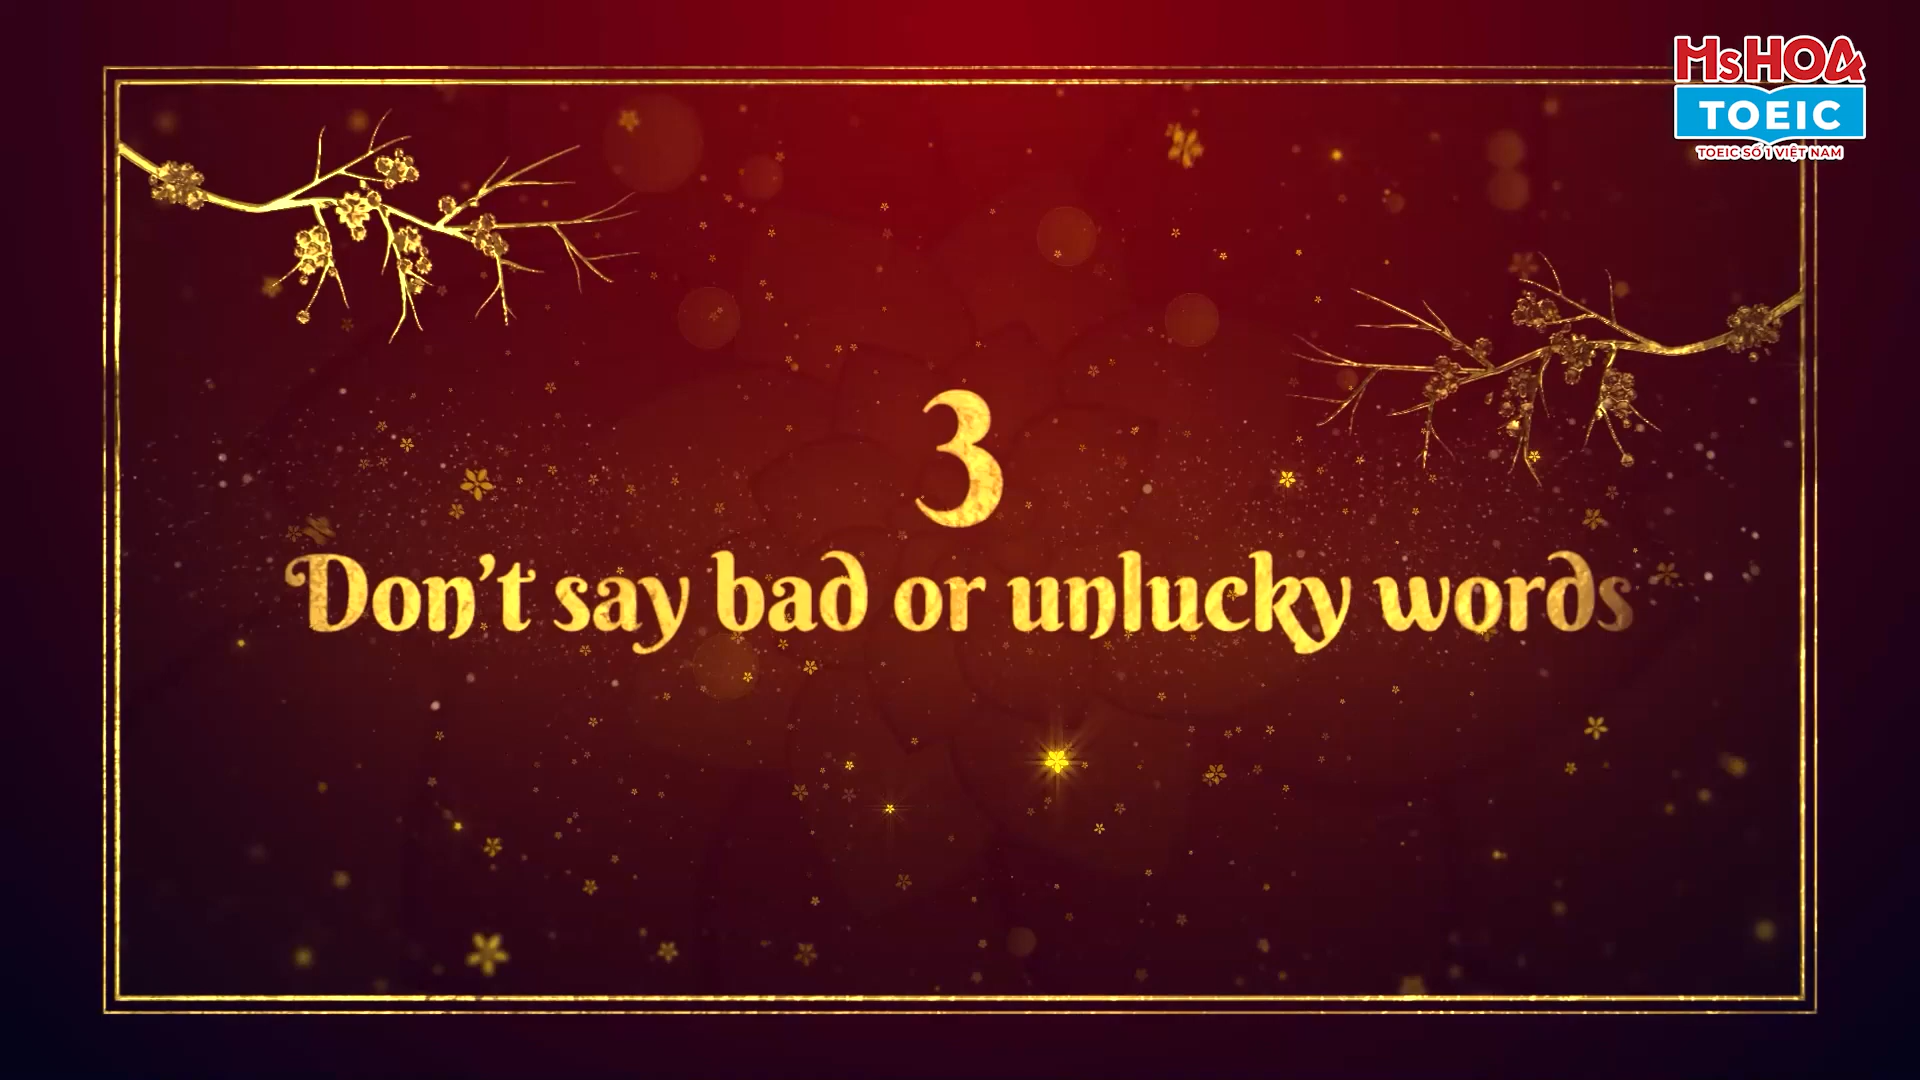 MsHOA
TOEIC
TOEIC SỐ 1 VIỆT NAM
3
Don't say bad or unlucky words